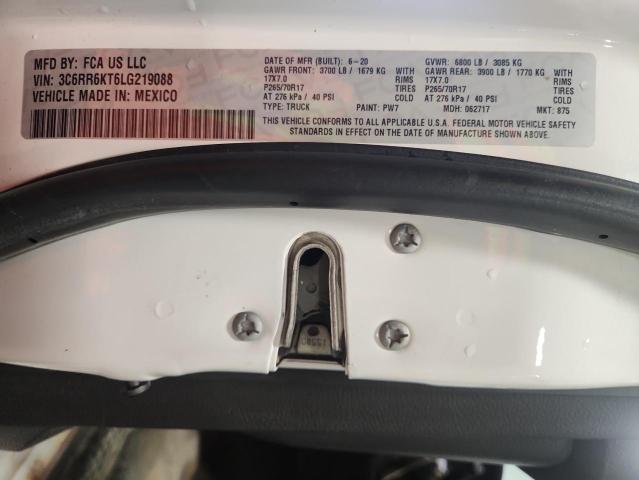 MFD BY: FCA US LLC
VIN: 3C6RR6KT6LG219088
VEHICLE MADE IN: MEXICO
DATE OF MFR (BUILT): 6-20 GVWR: 6800 LB / 3085 KG
GAWR FRONT: 3700 LB / 1679 KG WITH GAWR REAR: 3900 LB / 1770 KG WITH
17X7.0 RIMS 17X7.0 RIMS
P265/70R17 TIRES P265/70R17 TIRES
AT 276 kPa / 40 PSI COLD AT 276 kPa / 40 PSI COLD
TYPE: TRUCK PAINT: PW7 MDH: 062717 MKT: 875
THIS VEHICLE CONFORMS TO ALL APPLICABLE U.S.A. FEDERAL MOTOR VEHICLE SAFETY
STANDARDS IN EFFECT ON THE DATE OF MANUFACTURE SHOWN ABOVE.